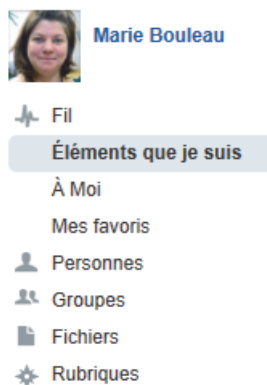 Marie Bouleau
Fil
Éléments que je suis
À Moi
Mes favoris
Personnes
Groupes
Fichiers
Rubriques